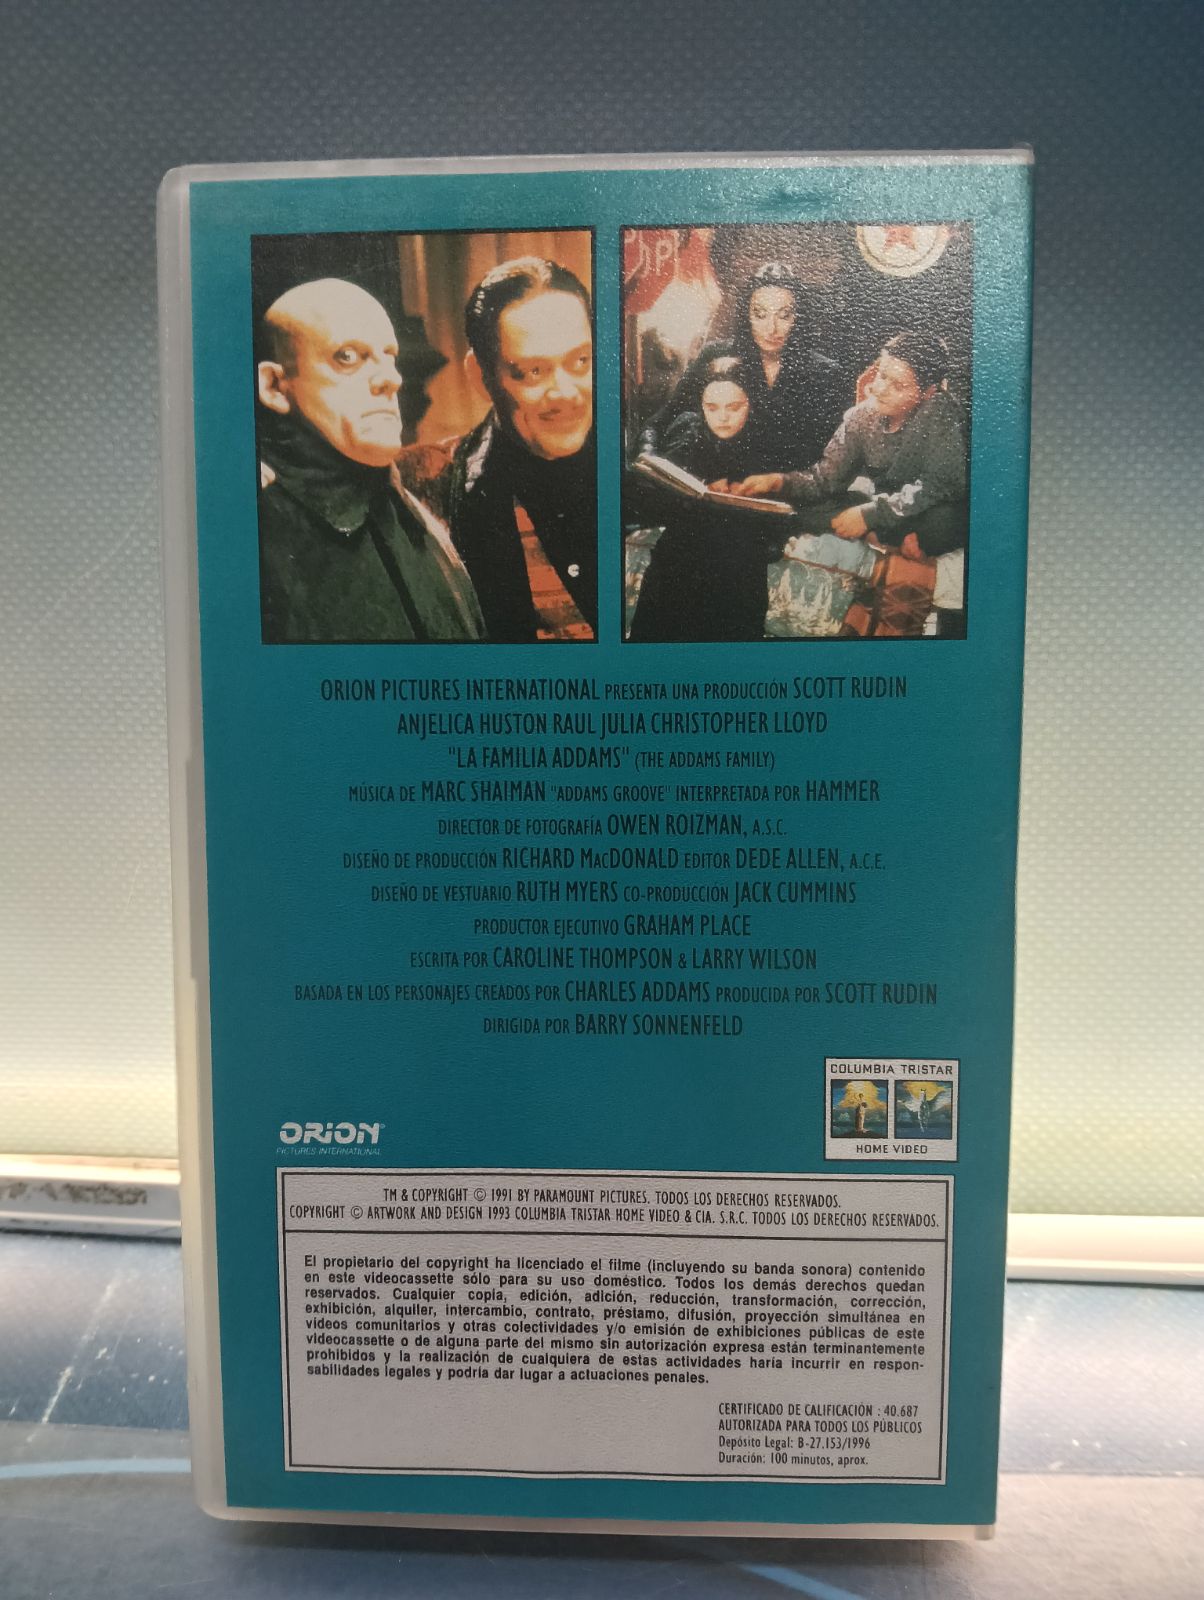 ORION PICTURES INTERNATIONAL PRESENTA UNA PRODUCCIÓN SCOTT RUDIN
ANJELICA HUSTON RAUL JULIA CHRISTOPHER LLOYD
"LA FAMILIA ADDAMS" (THE ADDAMS FAMILY)
MÚSICA DE MARC SHAIMAN "ADDAMS GROOVE" INTERPRETADA POR HAMMER
DIRECTOR DE FOTOGRAFÍA OWEN ROIZMAN, A.S.C.
DISEÑO DE PRODUCCIÓN RICHARD MacDONALD EDITOR DEDE ALLEN, A.C.E.
DISEÑO DE VESTUARIO RUTH MYERS CO-PRODUCCIÓN JACK CUMMINS
PRODUCTOR EJECUTIVO GRAHAM PLACE
ESCRITA POR CAROLINE THOMPSON & LARRY WILSON
BASADA EN LOS PERSONAJES CREADOS POR CHARLES ADDAMS PRODUCIDA POR SCOTT RUDIN
DIRIGIDA POR BARRY SONNENFELD
COLUMBIA TRISTAR
HOME VIDEO
ORION
PICTURES INTERNATIONAL
TM & COPYRIGHT © 1991 BY PARAMOUNT PICTURES. TODOS LOS DERECHOS RESERVADOS.
COPYRIGHT © ARTWORK AND DESIGN 1993 COLUMBIA TRISTAR HOME VIDEO & CIA. S.R.C. TODOS LOS DERECHOS RESERVADOS.
El propietario del copyright ha licenciado el filme (incluyendo su banda sonora) contenido
en este videocassette sólo para su uso doméstico. Todos los demás derechos quedan
reservados. Cualquier copia, edición, adición, reducción, transformación, corrección,
exhibición, alquiler, intercambio, contrato, préstamo, difusión, proyección simultánea en
videos comunitarios y otras colectividades y/o emisión de exhibiciones públicas de este
videocassette o de alguna parte del mismo sin autorización expresa están terminantemente
prohibidos y la realización de cualquiera de estas actividades haría incurrir en respon-
sabilidades legales y podría dar lugar a actuaciones penales.
CERTIFICADO DE CALIFICACIÓN : 40.687
AUTORIZADA PARA TODOS LOS PÚBLICOS
Depósito Legal: B-27.153/1996
Duración: 100 minutos, aprox.